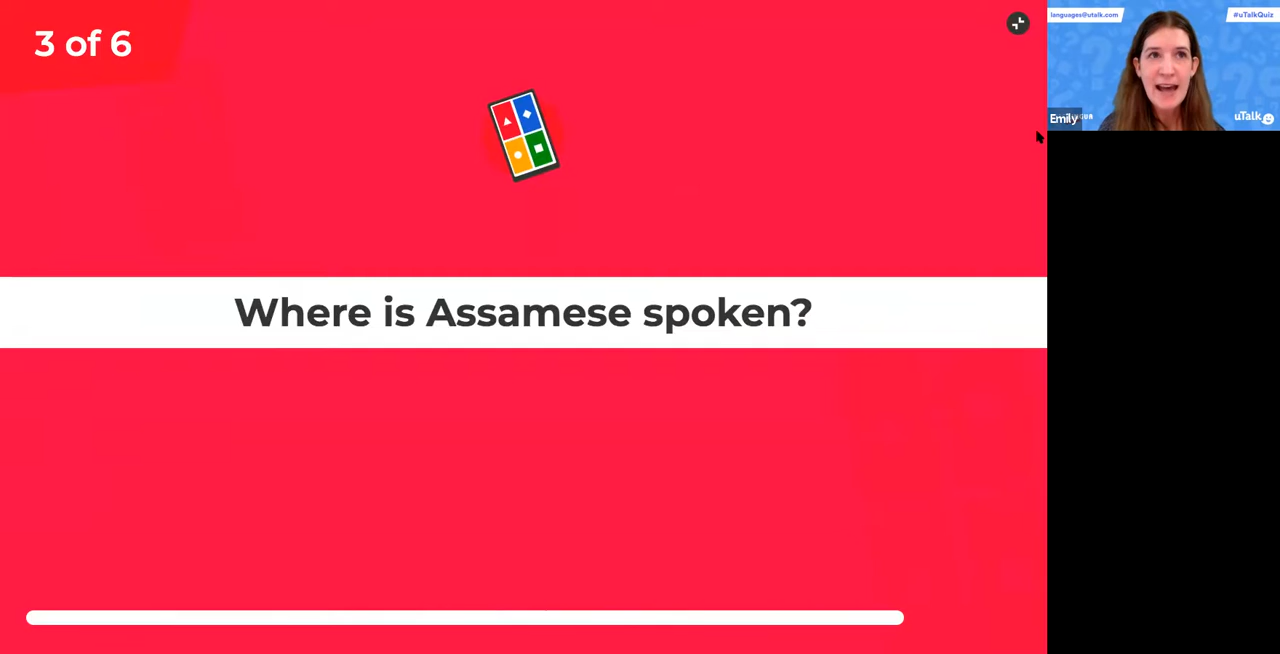 3 of 6
languages@utalk.com
#uTalkQuiz
Emily
uTalk
Where is Assamese spoken?